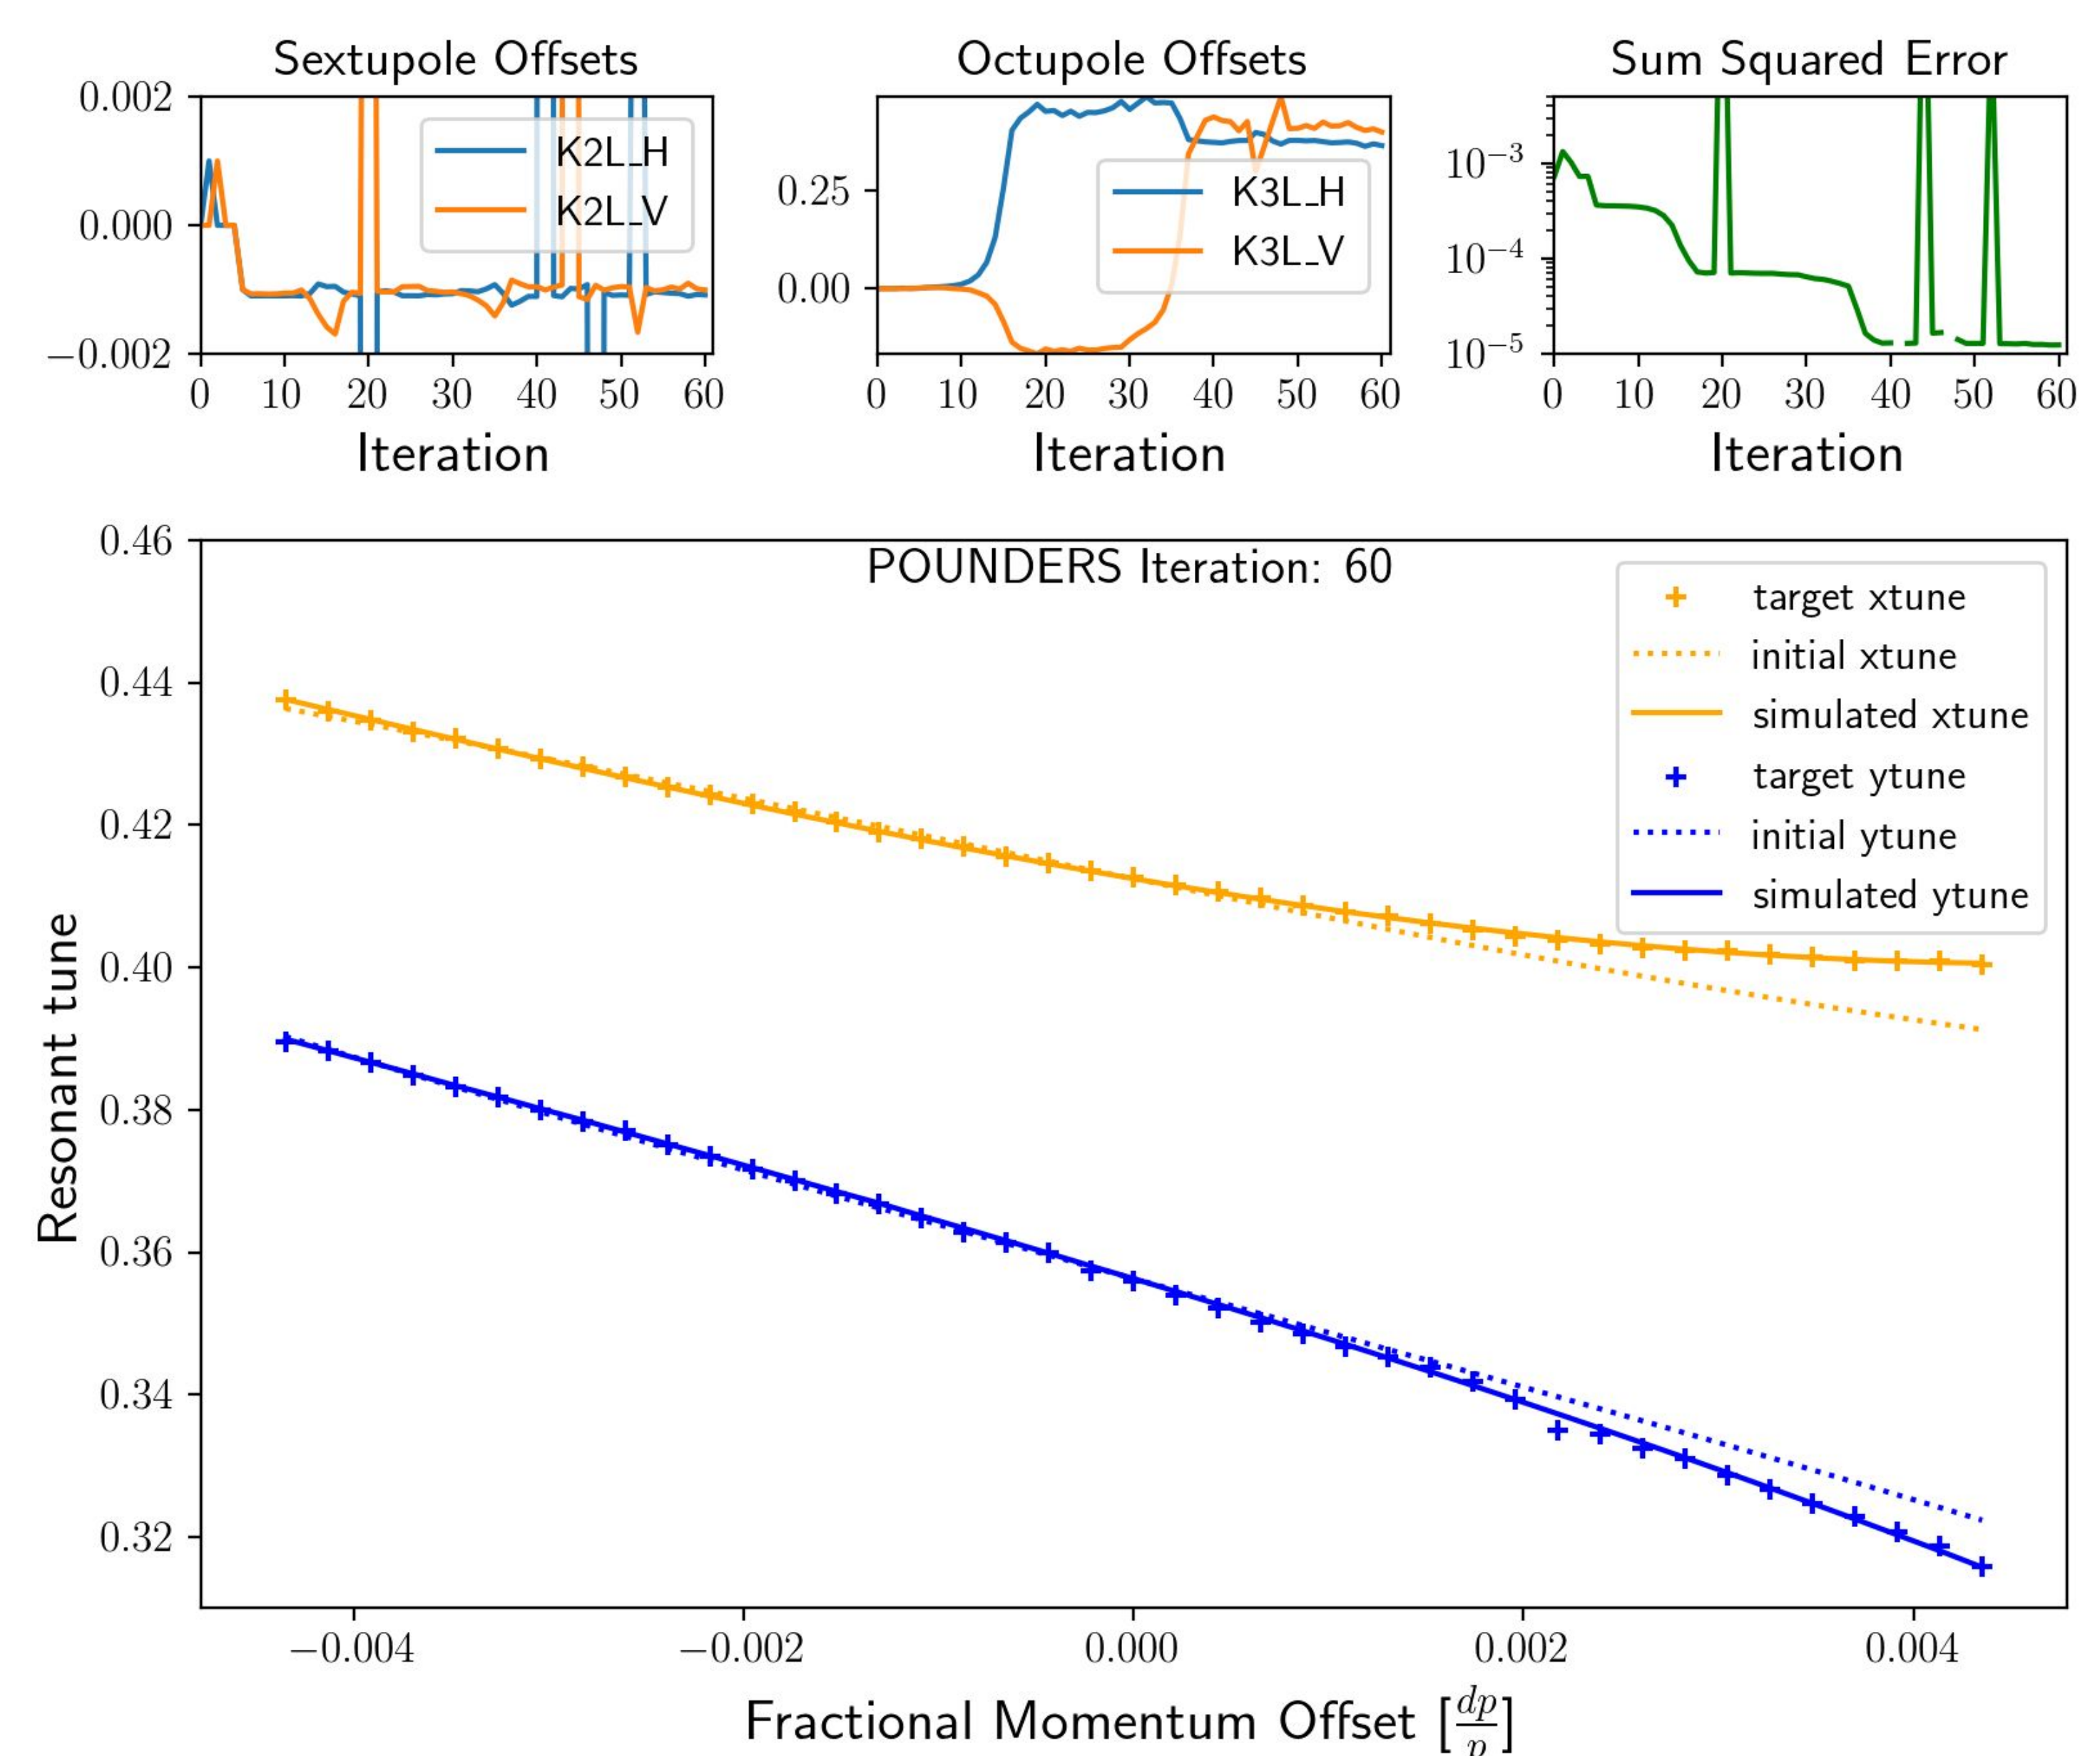 Sextupole Offsets
0.002
0.000
−0.002
K2L_H
K2L_V
0 10 20 30 40 50 60
Iteration
Octupole Offsets
0.25
0.00
K3L_H
K3L_V
0 10 20 30 40 50 60
Iteration
Sum Squared Error
10⁻³
10⁻⁴
10⁻⁵
0 10 20 30 40 50 60
Iteration
POUNDERS Iteration: 60
target xtune
initial xtune
simulated xtune
target ytune
initial ytune
simulated ytune
Resonant tune
0.46
0.44
0.42
0.40
0.38
0.36
0.34
0.32
−0.004 −0.002 0.000 0.002 0.004
Fractional Momentum Offset [dp/p]